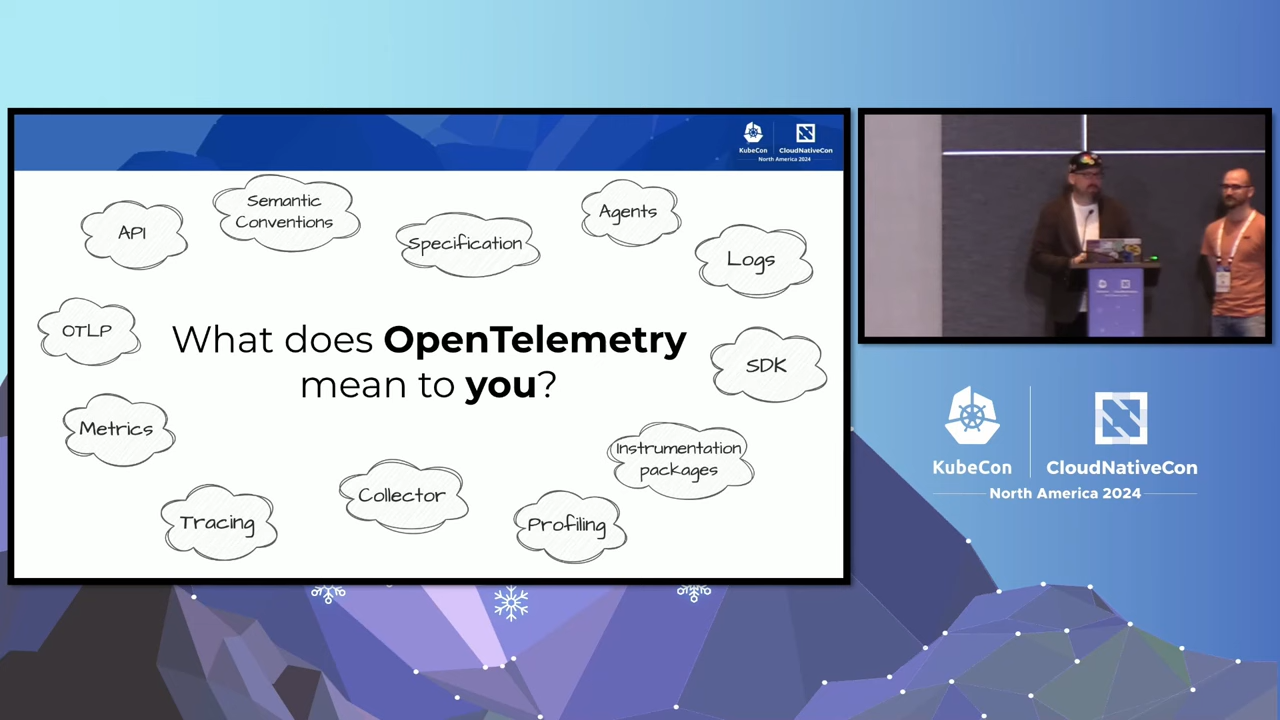 KubeCon
CloudNativeCon
North America 2024
Semantic
Conventions
API
Specification
Agents
Logs
OTLP
What does OpenTelemetry
mean to you?
SDK
Metrics
Instrumentation
packages
Collector
Tracing
Profiling
KubeCon
CloudNativeCon
North America 2024